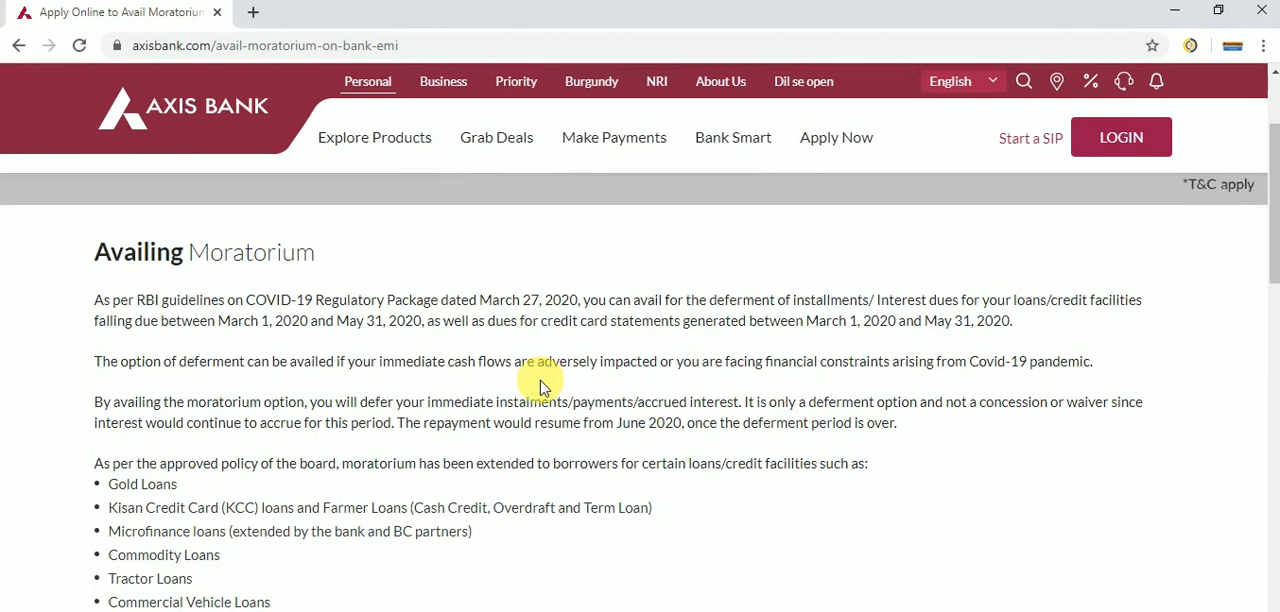 Apply Online to Avail Moratoriun
axisbank.com/avail-moratorium-on-bank-emi
Personal Business Priority Burgundy NRI About Us Dil se open English
AXIS BANK
Explore Products Grab Deals Make Payments Bank Smart Apply Now Start a SIP LOGIN
*T&C apply
Availing Moratorium
As per RBI guidelines on COVID-19 Regulatory Package dated March 27, 2020, you can avail for the deferment of installments/ Interest dues for your loans/credit facilities
falling due between March 1, 2020 and May 31, 2020, as well as dues for credit card statements generated between March 1, 2020 and May 31, 2020.
The option of deferment can be availed if your immediate cash flows are adversely impacted or you are facing financial constraints arising from Covid-19 pandemic.
By availing the moratorium option, you will defer your immediate instalments/payments/accrued interest. It is only a deferment option and not a concession or waiver since
interest would continue to accrue for this period. The repayment would resume from June 2020, once the deferment period is over.
As per the approved policy of the board, moratorium has been extended to borrowers for certain loans/credit facilities such as:
• Gold Loans
• Kisan Credit Card (KCC) loans and Farmer Loans (Cash Credit, Overdraft and Term Loan)
• Microfinance loans (extended by the bank and BC partners)
• Commodity Loans
• Tractor Loans
• Commercial Vehicle Loans